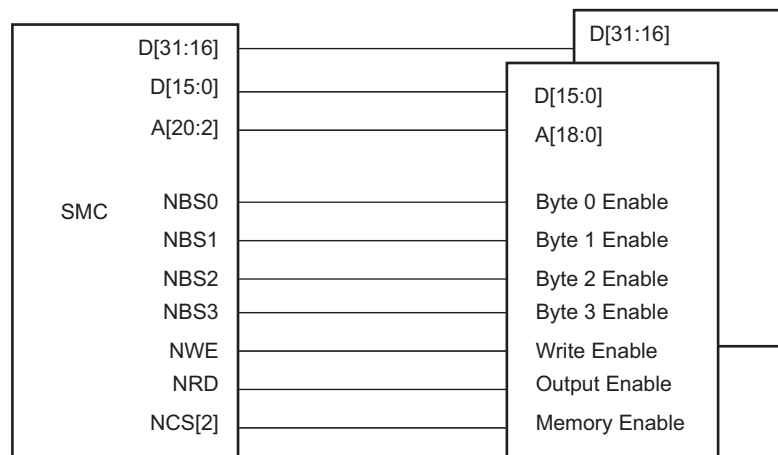 D[31:16] D[31:16]
D[15:0] D[15:0]
A[20:2] A[18:0]
SMC
NBS0 Byte 0 Enable
NBS1 Byte 1 Enable
NBS2 Byte 2 Enable
NBS3 Byte 3 Enable
NWE Write Enable
NRD Output Enable
NCS[2] Memory Enable